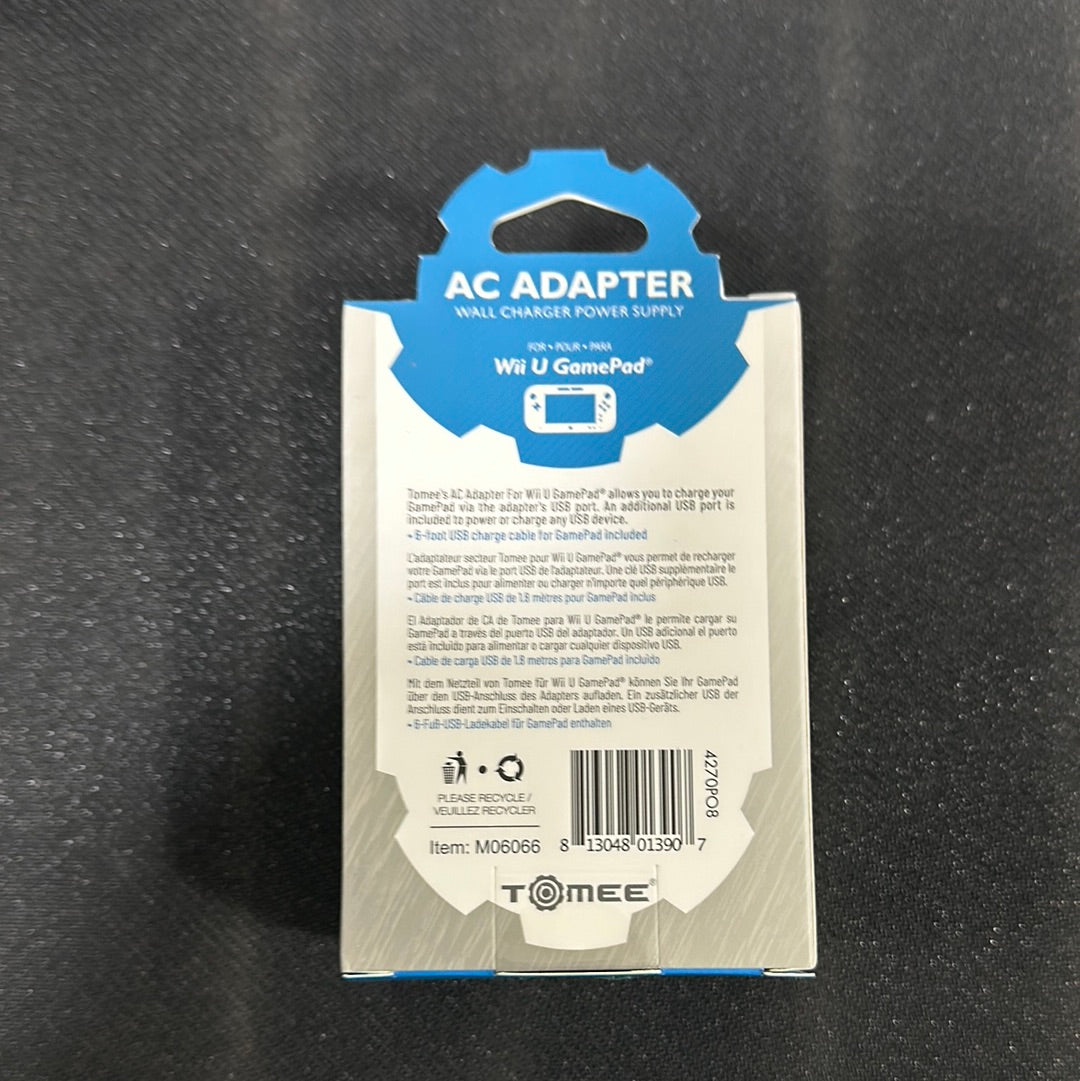 AC ADAPTER
WALL CHARGER POWER SUPPLY
FOR • POUR • PARA
Wii U GamePad®
Tomee's AC Adapter For Wii U GamePad® allows you to charge your
GamePad via the adapter's USB port. An additional USB port is
included to power or charge any USB device.
• 6-foot USB charge cable for GamePad included
L'adaptateur secteur Tomee pour Wii U GamePad® vous permet de recharger
votre GamePad via le port USB de l'adaptateur. Une clé USB supplémentaire le
port est inclus pour alimenter ou charger n'importe quel périphérique USB.
• Câble de charge USB de 1.8 mètres pour GamePad inclus
El Adaptador de CA de Tomee para Wii U GamePad® le permite cargar su
GamePad a través del puerto USB del adaptador. Un USB adicional el puerto
está incluido para alimentar o cargar cualquier dispositivo USB.
• Cable de carga USB de 1.8 metros para GamePad incluido
Mit dem Netzteil von Tomee für Wii U GamePad® können Sie Ihr GamePad
über den USB-Anschluss des Adapters aufladen. Ein zusätzlicher USB der
Anschluss dient zum Einschalten oder Laden eines USB-Geräts.
• 6-Fuß-USB-Ladekabel für GamePad enthalten
PLEASE RECYCLE /
VEUILLEZ RECYCLER
Item: M06066
4270PO8
8 13048 01390 7
TOMEE®